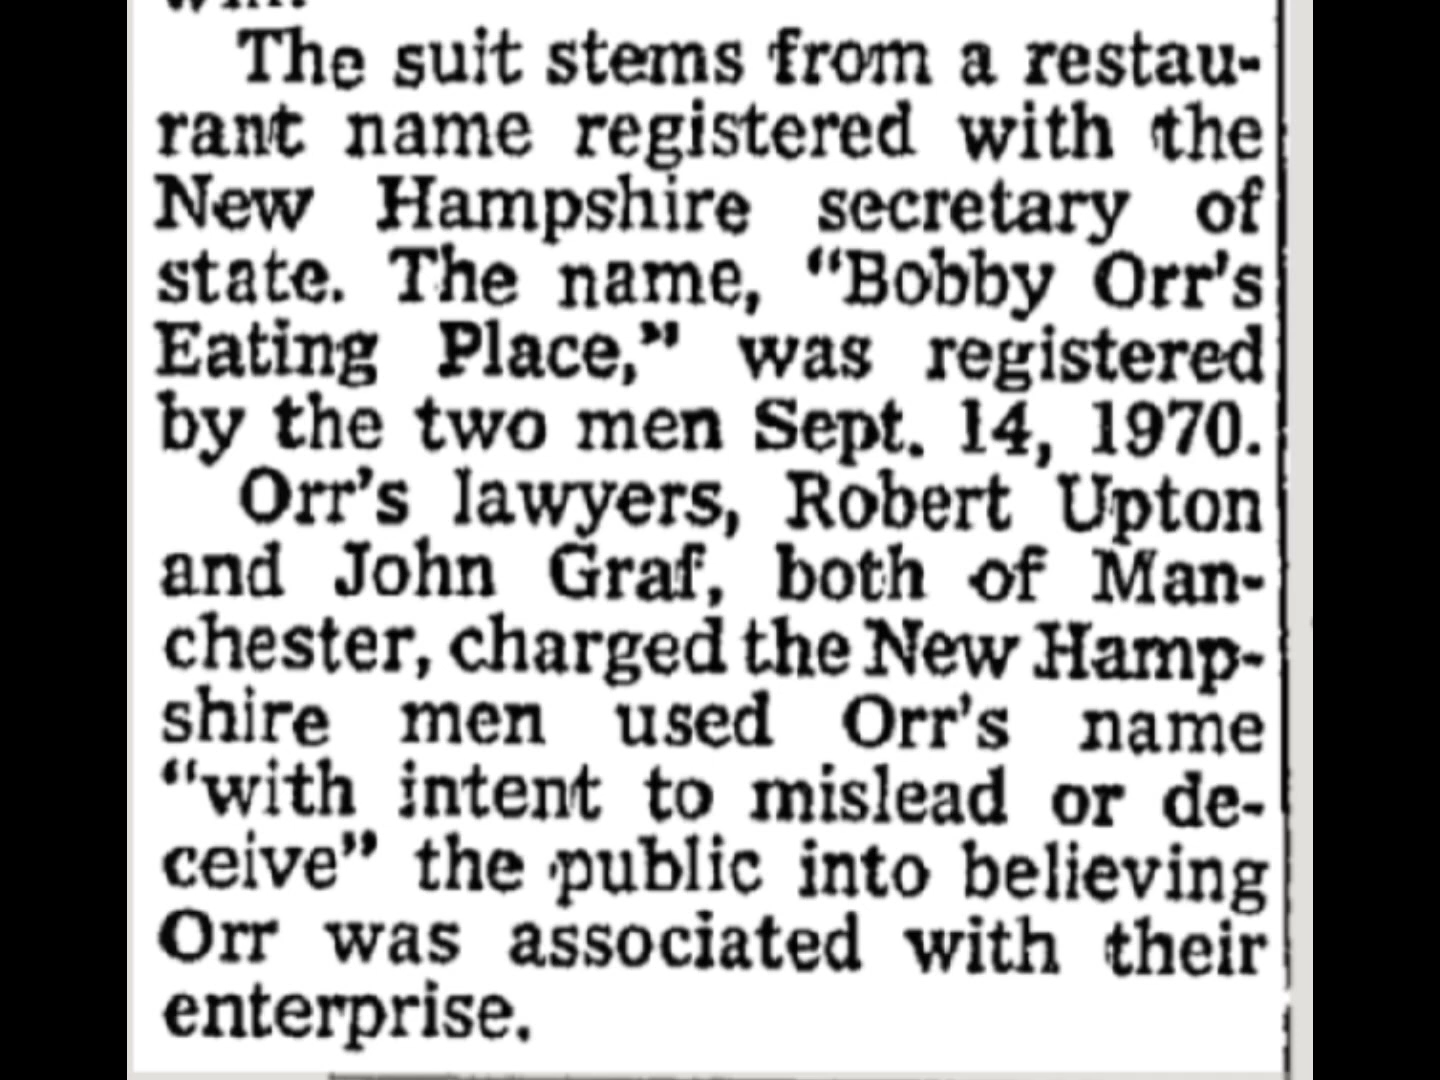 The suit stems from a restau-
rant name registered with the
New Hampshire secretary of
state. The name, "Bobby Orr's
Eating Place," was registered
by the two men Sept. 14, 1970.
Orr's lawyers, Robert Upton
and John Graf, both of Man-
chester, charged the New Hamp-
shire men used Orr's name
"with intent to mislead or de-
ceive" the public into believing
Orr was associated with their
enterprise.